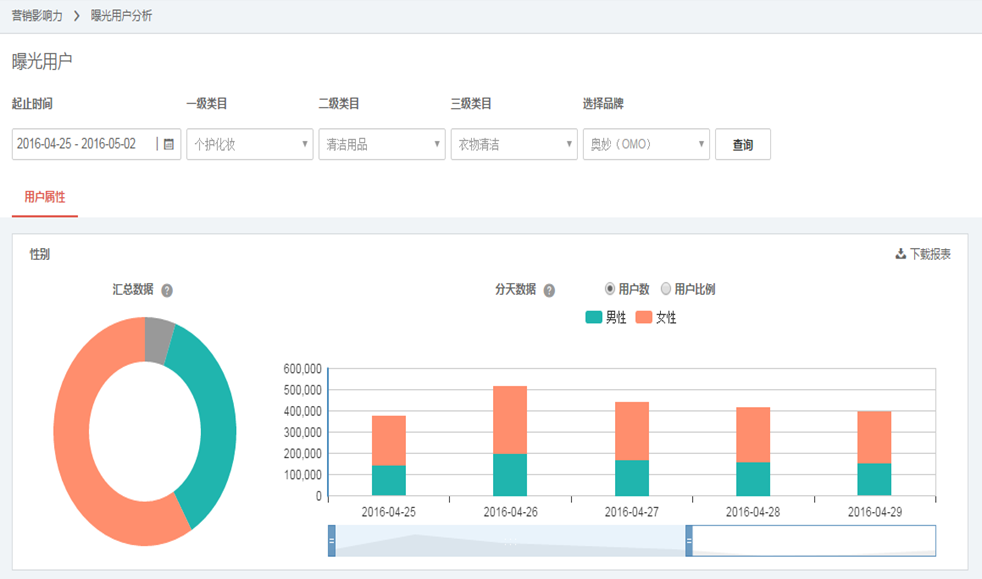 营销影响力 > 曝光用户分析
曝光用户
起止时间 一级类目 二级类目 三级类目 选择品牌
2016-04-25 - 2016-05-02 个护化妆 清洁用品 衣物清洁 奥妙（OMO） 查询
用户属性
性别 下载报表
汇总数据 ? 分天数据 ? 用户数 用户比例
男性 女性
600,000
500,000
400,000
300,000
200,000
100,000
0
2016-04-25 2016-04-26 2016-04-27 2016-04-28 2016-04-29